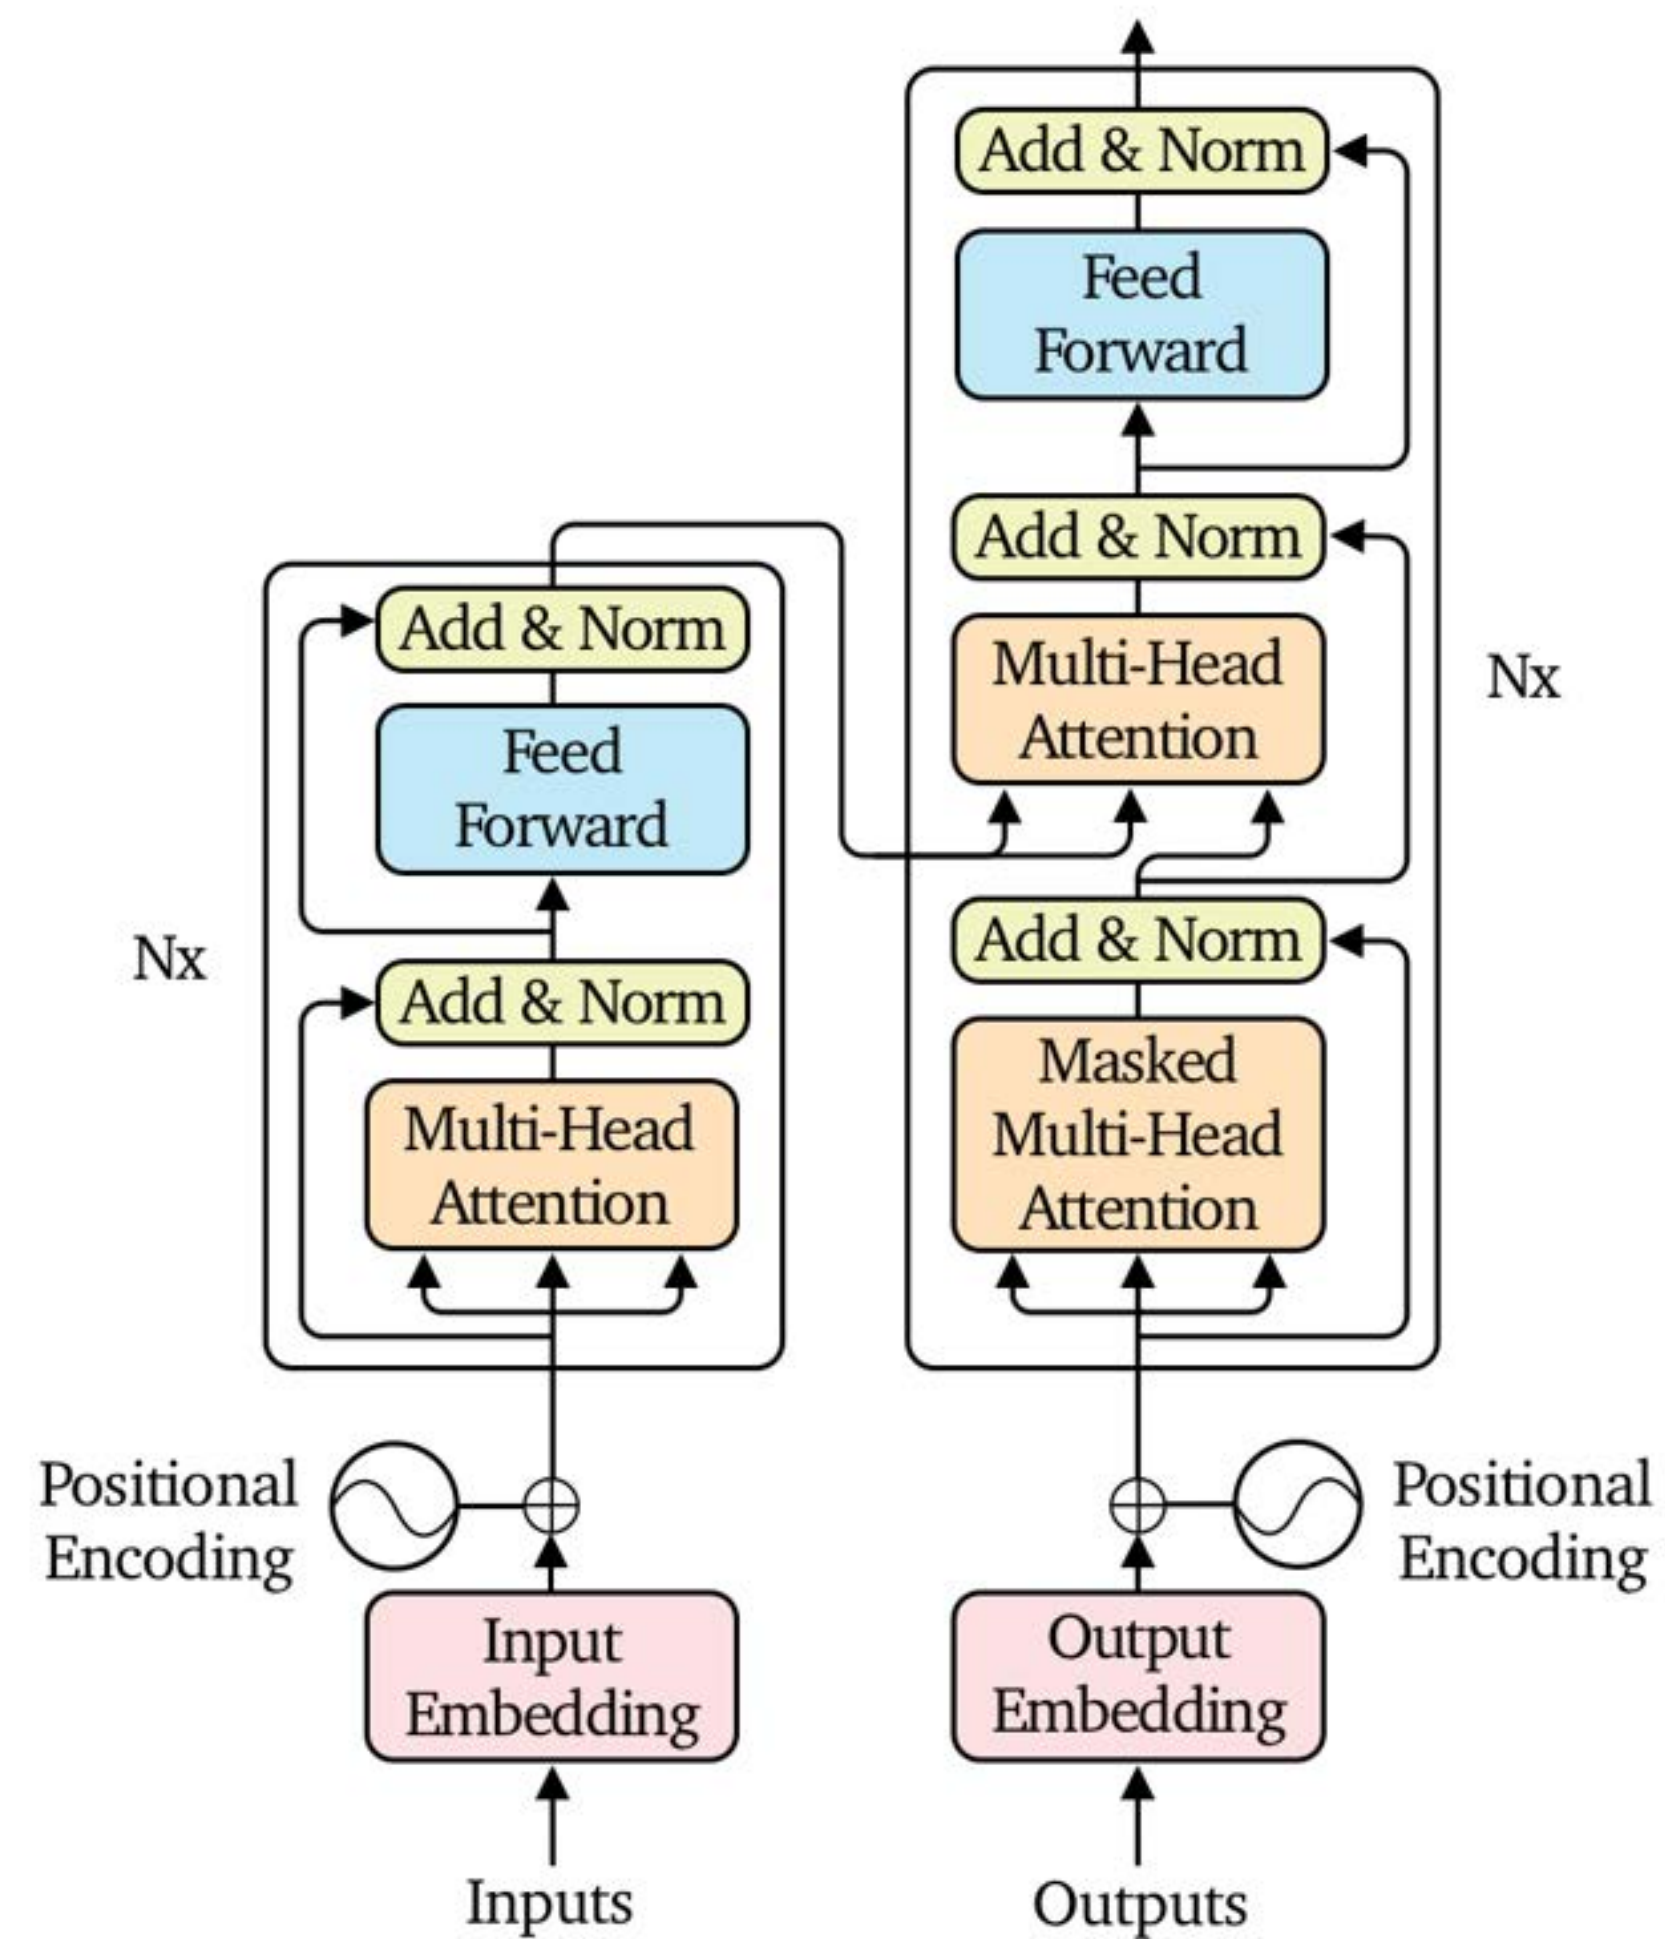 Add & Norm
Feed
Forward
Add & Norm
Multi-Head
Attention
Nx
Add & Norm
Masked
Multi-Head
Attention
Add & Norm
Feed
Forward
Nx
Add & Norm
Multi-Head
Attention
Positional
Encoding
Positional
Encoding
Input
Embedding
Output
Embedding
Inputs
Outputs